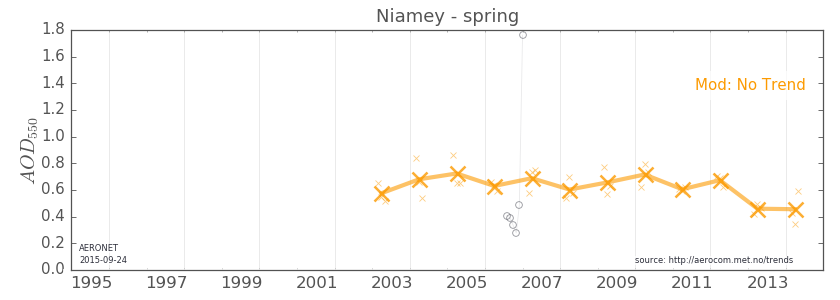 Niamey - spring
1.8
1.6
1.4
1.2
1.0
0.8
0.6
0.4
0.2
0.0
AOD550
Mod: No Trend
AERONET
2015-09-24
source: http://aerocom.met.no/trends
1995 1997 1999 2001 2003 2005 2007 2009 2011 2013